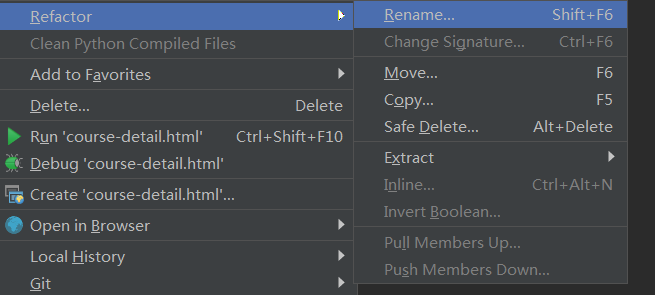 Refactor
Clean Python Compiled Files
Add to Favorites
Delete... Delete
Run 'course-detail.html' Ctrl+Shift+F10
Debug 'course-detail.html'
Create 'course-detail.html'...
Open in Browser
Local History
Git
Rename... Shift+F6
Change Signature... Ctrl+F6
Move... F6
Copy... F5
Safe Delete... Alt+Delete
Extract
Inline... Ctrl+Alt+N
Invert Boolean...
Pull Members Up...
Push Members Down...